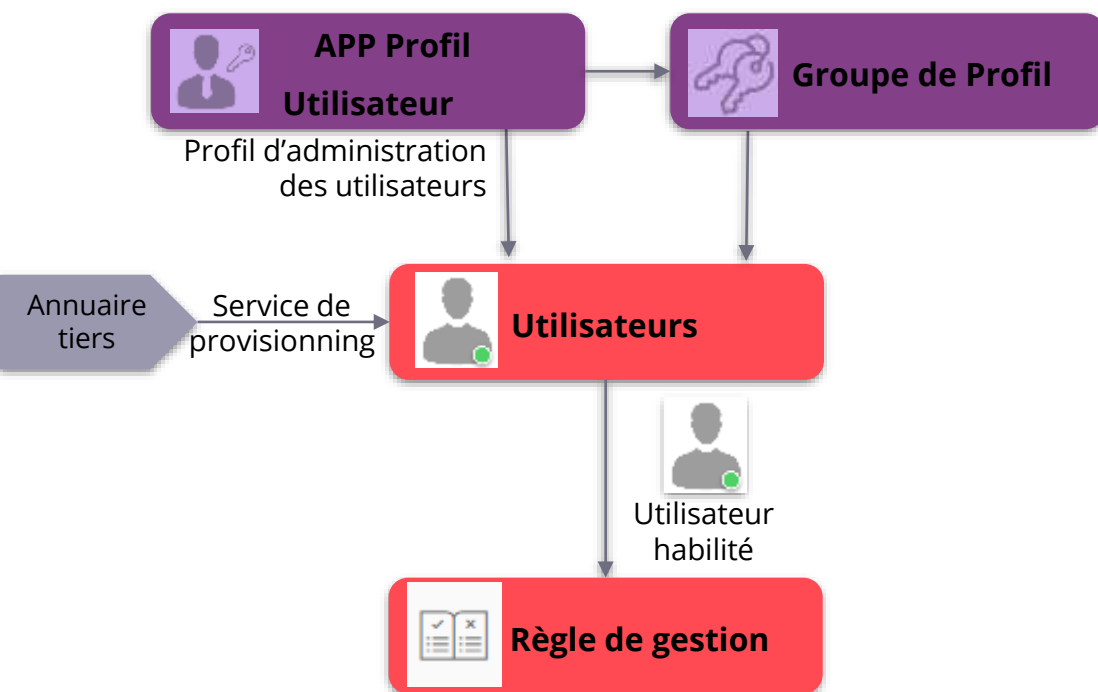 APP Profil
Utilisateur
Groupe de Profil
Profil d’administration
des utilisateurs
Annuaire
tiers
Service de
provisionning
Utilisateurs
Utilisateur
habilité
Règle de gestion